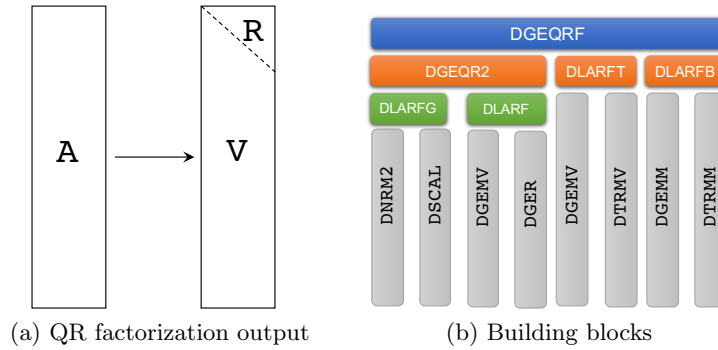 R
A
V
(a) QR factorization output
DGEQRF
DGEQR2 DLARFT DLARFB
DLARFG DLARF
DNRM2 DSCAL DGEMV DGER DGEMV DTRMV DGEMM DTRMM
(b) Building blocks